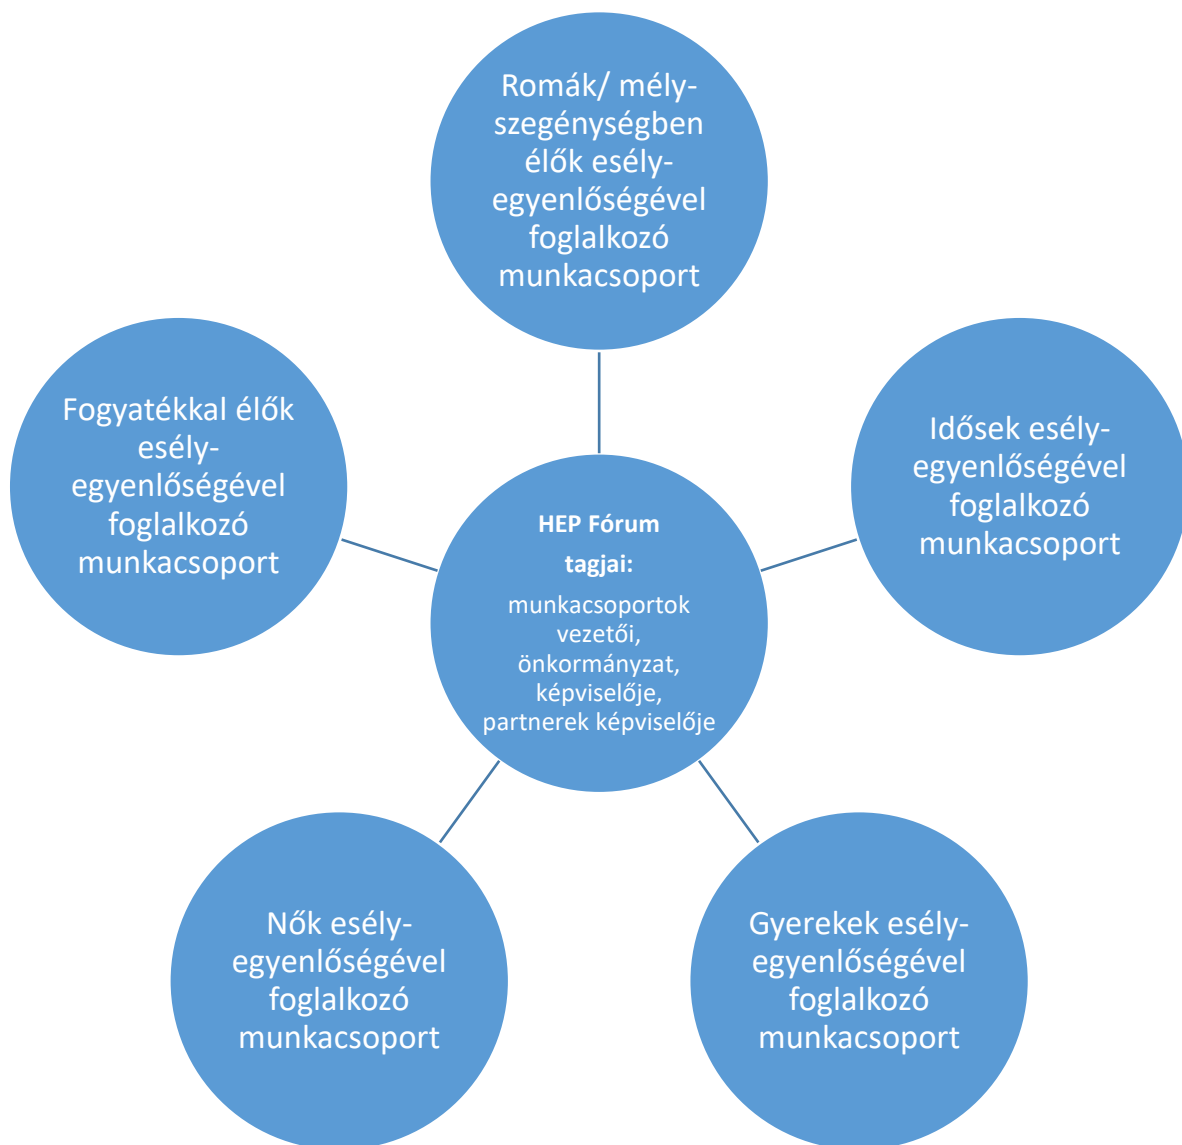 Romák/ mély-
szegénységben
élők esély-
egyenlőségével
foglalkozó
munkacsoport
Fogyatékkal élők
esély-
egyenlőségével
foglalkozó
munkacsoport
Idősek esély-
egyenlőségével
foglalkozó
munkacsoport
HEP Fórum
tagjai:
munkacsoportok
vezetői,
önkormányzat,
képviselője,
partnerek képviselője
Nők esély-
egyenlőségével
foglalkozó
munkacsoport
Gyerekek esély-
egyenlőségével
foglalkozó
munkacsoport